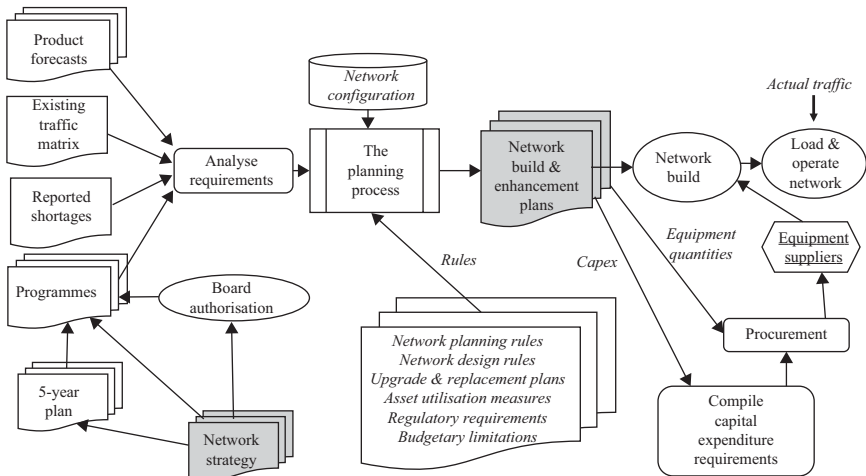 Product
forecasts
Network
configuration
Actual traffic
Existing
traffic
matrix
Analyse
requirements
The
planning
process
Network
build &
enhancement
plans
Network
build
Load &
operate
network
Reported
shortages
Rules
Capex
Equipment
quantities
Equipment
suppliers
Programmes
Board
authorisation
Network planning rules
Network design rules
Upgrade & replacement plans
Asset utilisation measures
Regulatory requirements
Budgetary limitations
Procurement
5-year
plan
Network
strategy
Compile
capital
expenditure
requirements